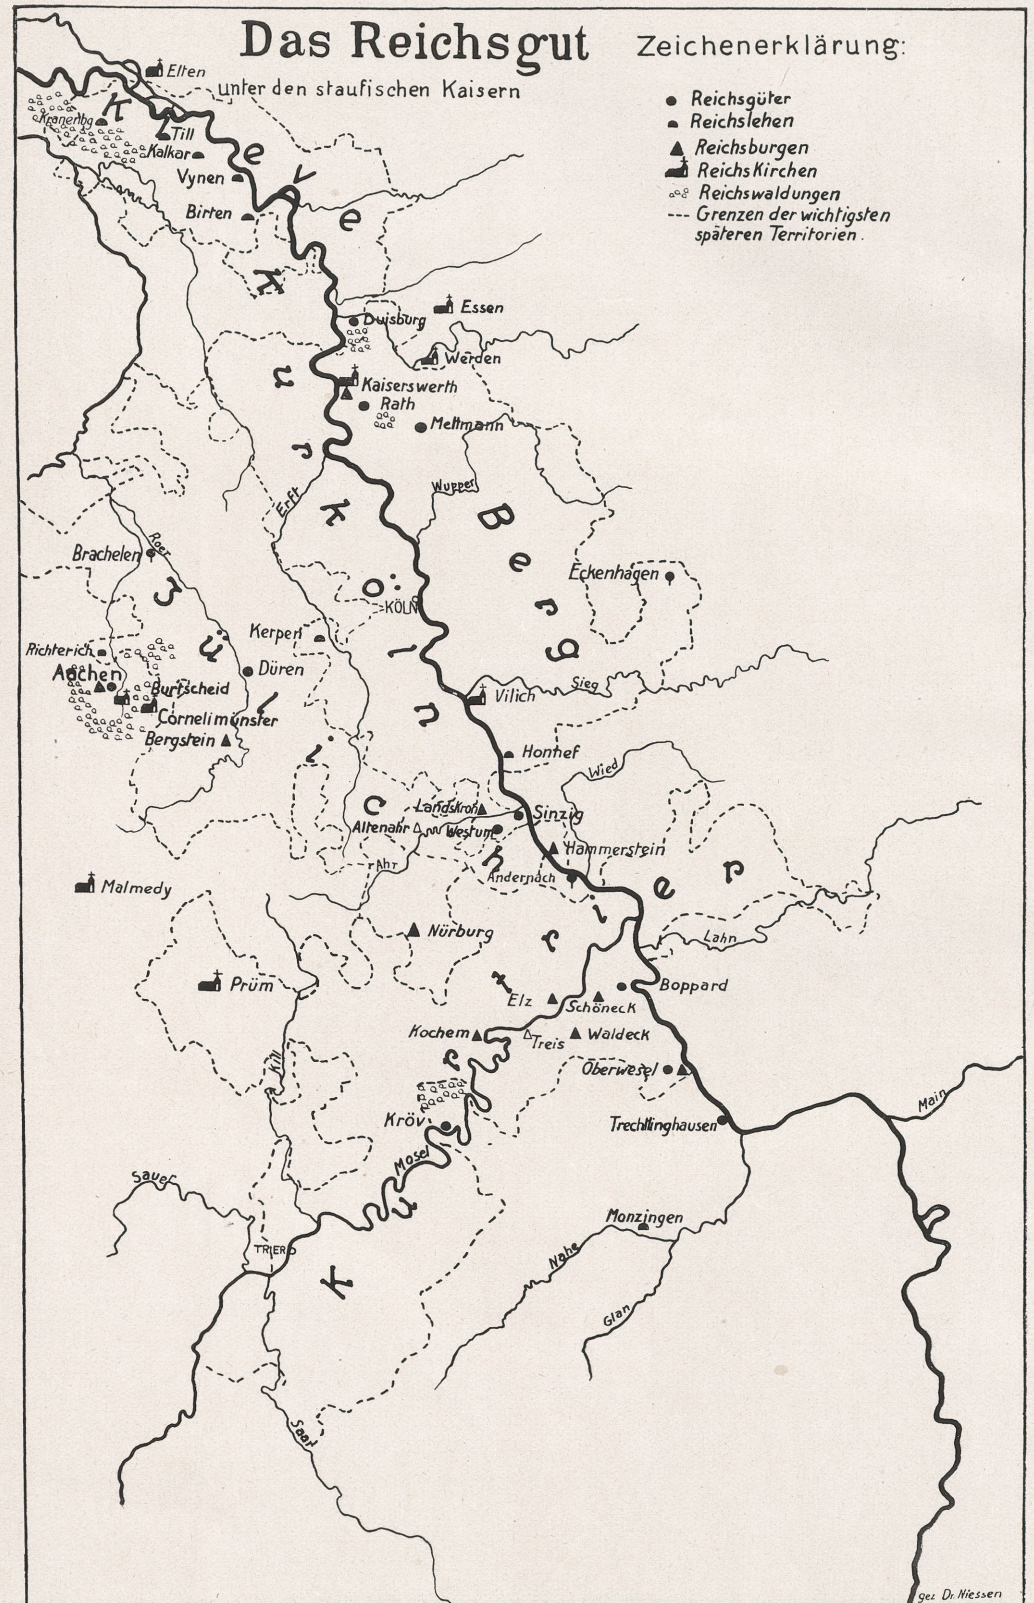 Das Reichsgut
unter den staufischen Kaisern
Zeichenerklärung:
Reichsgüter
Reichslehen
Reichsburgen
ReichsKirchen
Reichswaldungen
Grenzen der wichtigsten
späteren Territorien.
Elten
Kranenbg
Till
Kalkar
Vynen
Birten
Kleve
Essen
Duisburg
Werden
Kaiserswerth
Rath
Mettmann
Wupper
Erft
Kurköln
Berg
Roer
Brachelen
Eckenhagen
KÖLN
Jülich
Kerpen
Richterich
Aachen
Düren
Burtscheid
Cornelimünster
Bergstein
Sieg
Vilich
Honnef
Wied
Landskron
Sinzig
Altenahr
Westum
Hammerstein
Ahr
Andernach
Malmedy
Nürburg
Lahn
Prüm
Elz
Schöneck
Boppard
Kochem
Treis
Waldeck
Kill
Oberwesel
Kröv
Trechtlinghausen
Main
Mosel
Sauer
Monzingen
TRIER
Nahe
Glan
Kurtrier
Saar
gez Dr. Niessen